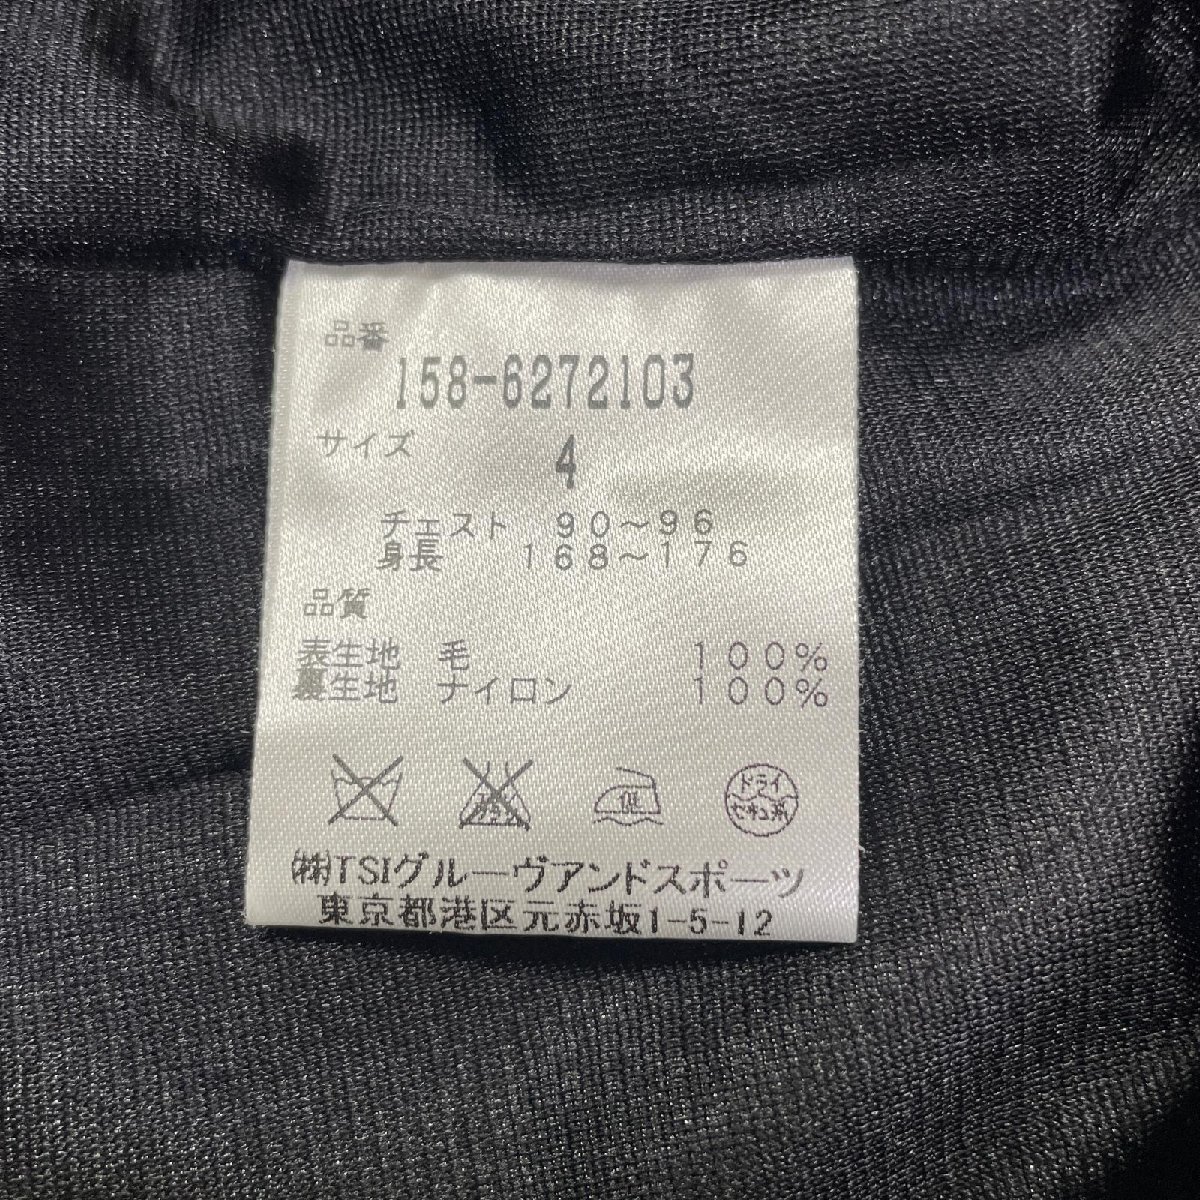 品番
158-6272103
サイズ 4
チェスト 90～96
身長 168～176
品質
表生地 毛 100%
裏生地 ナイロン 100%
低 ドライ
セキユ系
㈱TSIグルーヴアンドスポーツ
東京都港区元赤坂1-5-12